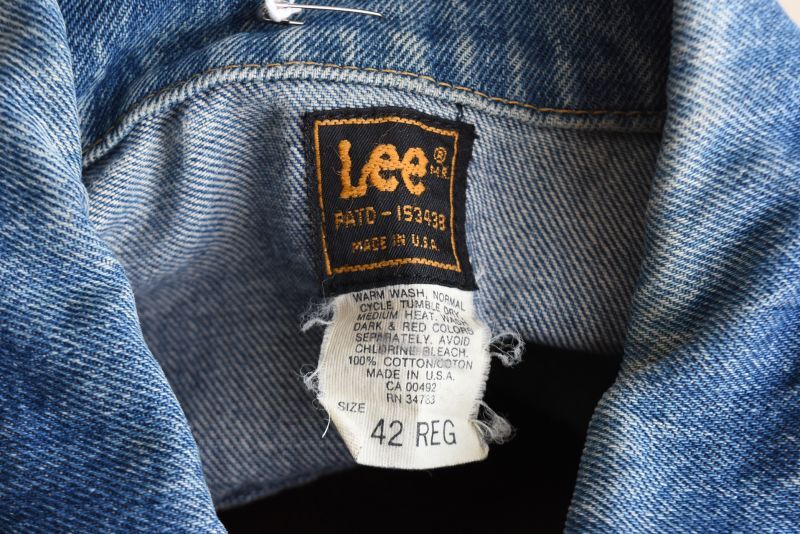 Lee® M.R.
PATD-153438
MADE IN U.S.A.
WARM WASH, NORMAL
CYCLE, TUMBLE DRY,
MEDIUM HEAT. WASH
DARK & RED COLORS
SEPARATELY. AVOID
CHLORINE BLEACH.
100% COTTON/COTON
MADE IN U.S.A.
CA 00492
RN 34783
SIZE
42 REG